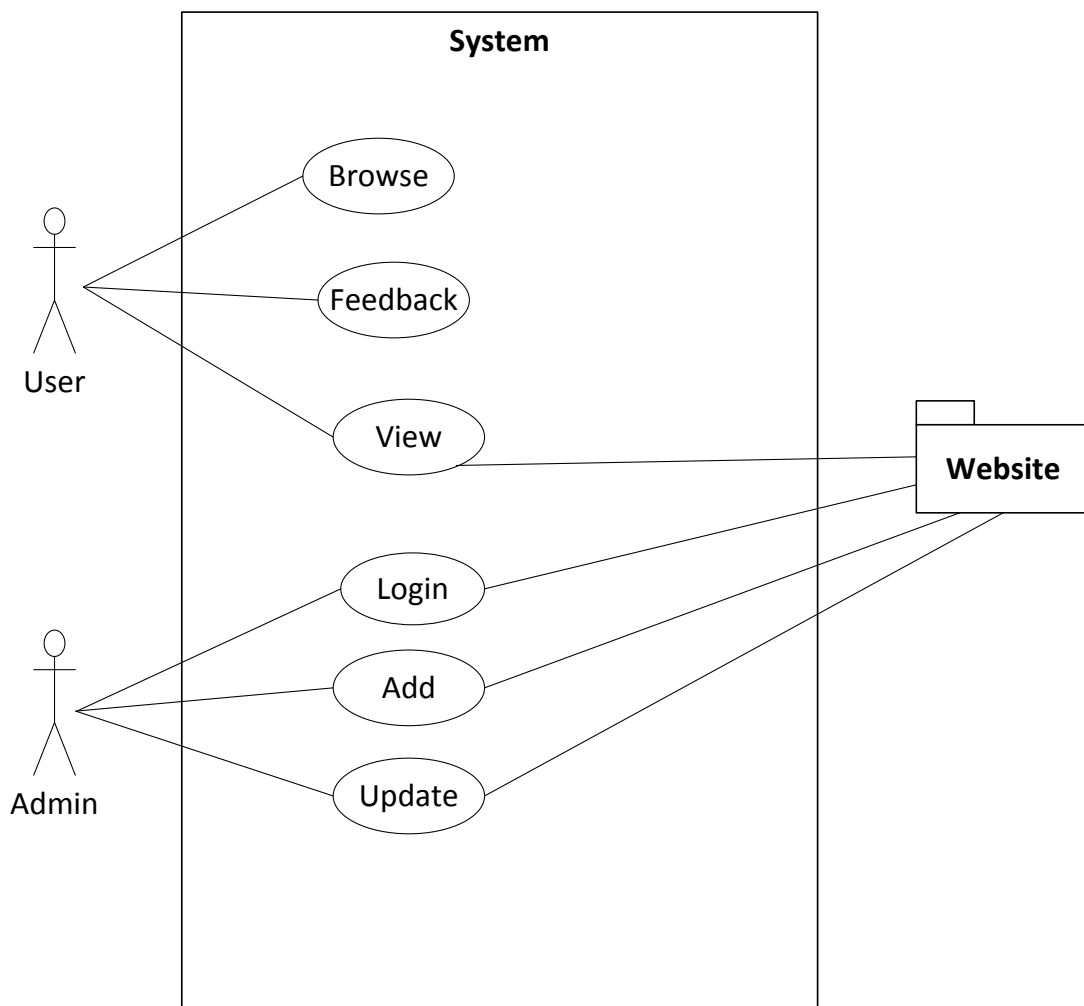 System
Browse
Feedback
User
View
Website
Login
Add
Update
Admin